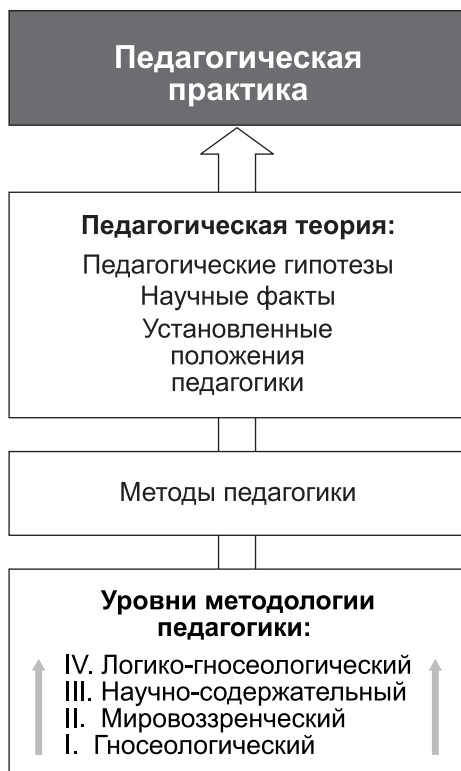 Педагогическая
практика
Педагогическая теория:
Педагогические гипотезы
Научные факты
Установленные
положения
педагогики
Методы педагогики
Уровни методологии
педагогики:
IV. Логико-гносеологический
III. Научно-содержательный
II. Мировоззренческий
I. Гносеологический